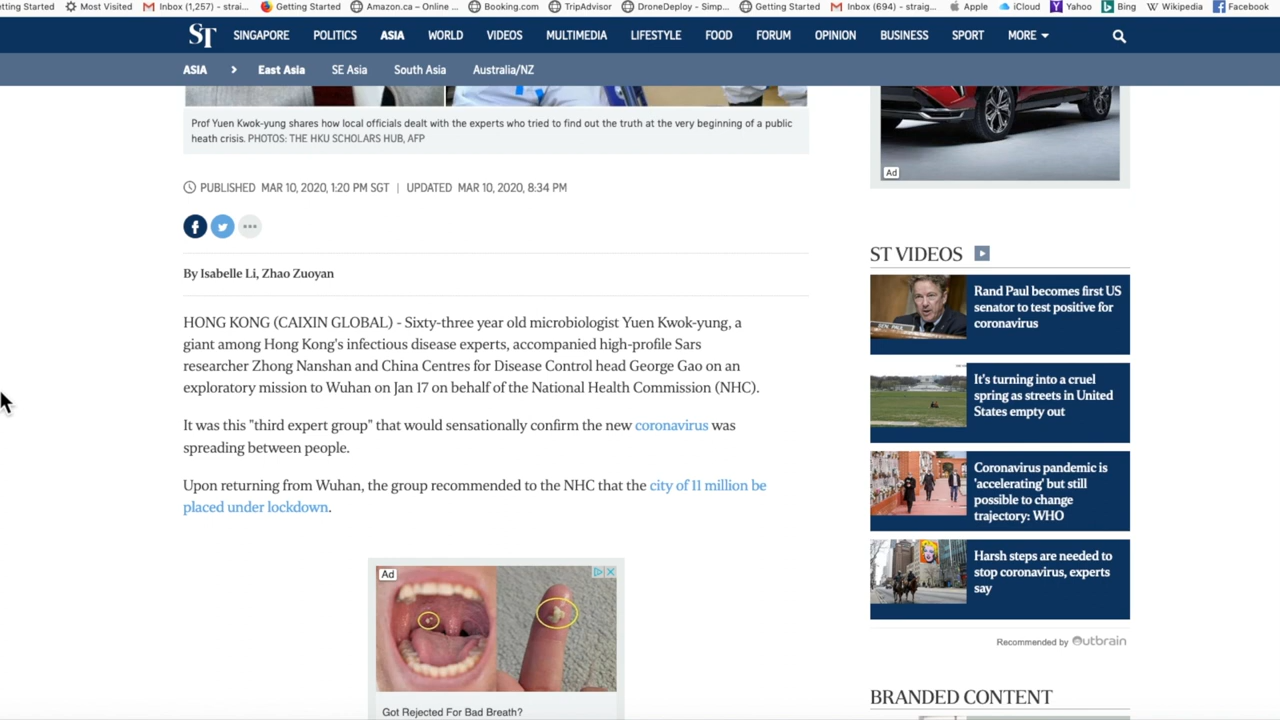 tting Started Most Visited Inbox (1,257) - strai... Getting Started Amazon.ca – Online ... Booking.com TripAdvisor DroneDeploy - Simp... Getting Started Inbox (694) - straig... Apple iCloud Yahoo Bing Wikipedia Facebook
ST SINGAPORE POLITICS ASIA WORLD VIDEOS MULTIMEDIA LIFESTYLE FOOD FORUM OPINION BUSINESS SPORT MORE
ASIA > East Asia SE Asia South Asia Australia/NZ
Prof Yuen Kwok-yung shares how local officials dealt with the experts who tried to find out the truth at the very beginning of a public
heath crisis. PHOTOS: THE HKU SCHOLARS HUB, AFP
Ad
PUBLISHED MAR 10, 2020, 1:20 PM SGT | UPDATED MAR 10, 2020, 8:34 PM
By Isabelle Li, Zhao Zuoyan
HONG KONG (CAIXIN GLOBAL) - Sixty-three year old microbiologist Yuen Kwok-yung, a
giant among Hong Kong's infectious disease experts, accompanied high-profile Sars
researcher Zhong Nanshan and China Centres for Disease Control head George Gao on an
exploratory mission to Wuhan on Jan 17 on behalf of the National Health Commission (NHC).
It was this "third expert group" that would sensationally confirm the new coronavirus was
spreading between people.
Upon returning from Wuhan, the group recommended to the NHC that the city of 11 million be
placed under lockdown.
Ad
Got Rejected For Bad Breath?
ST VIDEOS
SEN. PAUL
Rand Paul becomes first US
senator to test positive for
coronavirus
It's turning into a cruel
spring as streets in United
States empty out
Coronavirus pandemic is
'accelerating' but still
possible to change
trajectory: WHO
Harsh steps are needed to
stop coronavirus, experts
say
Recommended by Outbrain
BRANDED CONTENT